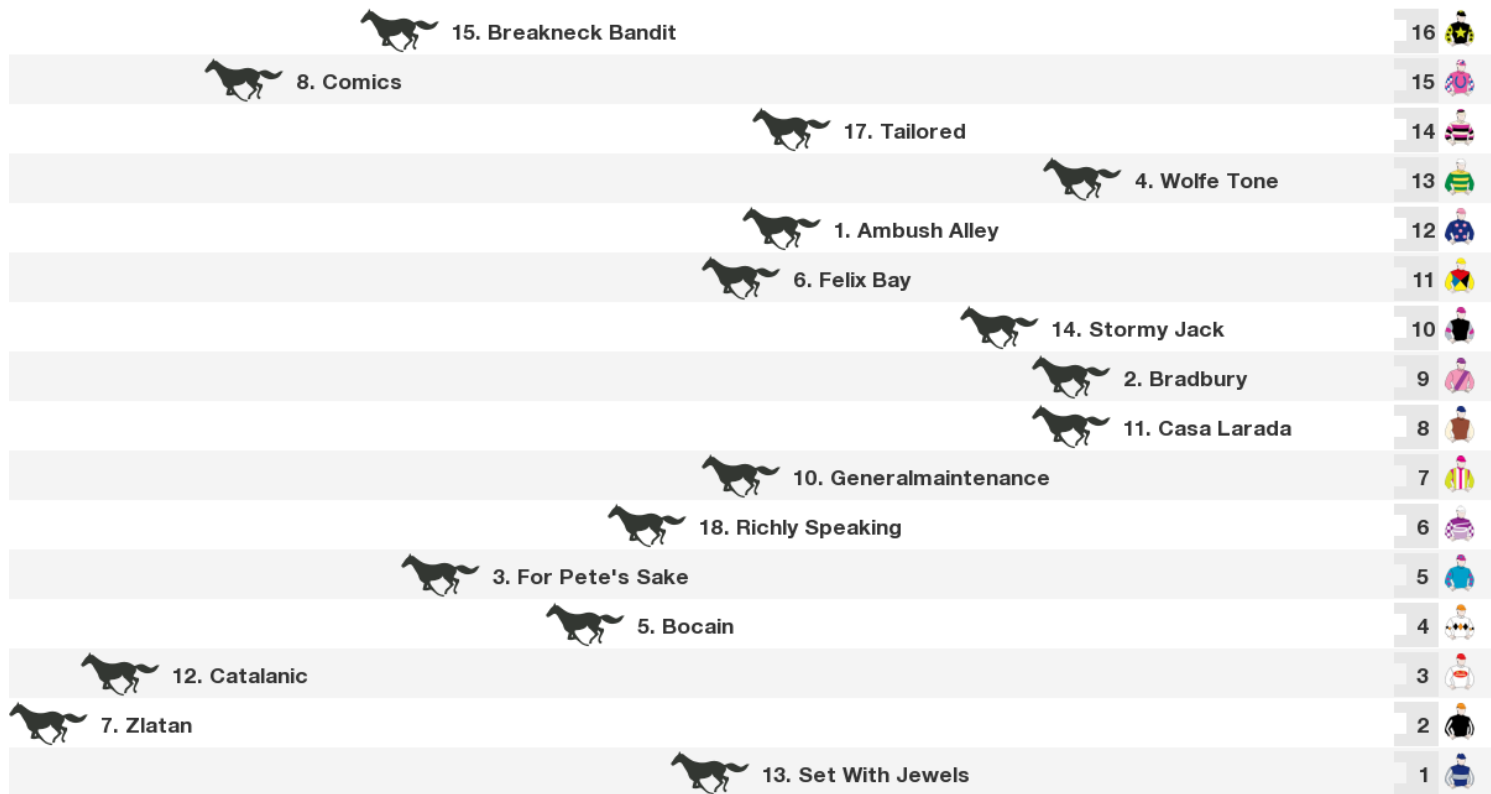 15. Breakneck Bandit 16
8. Comics 15
17. Tailored 14
4. Wolfe Tone 13
1. Ambush Alley 12
6. Felix Bay 11
14. Stormy Jack 10
2. Bradbury 9
11. Casa Larada 8
10. Generalmaintenance 7
18. Richly Speaking 6
3. For Pete's Sake 5
5. Bocain 4
12. Catalanic 3
7. Zlatan 2
13. Set With Jewels 1